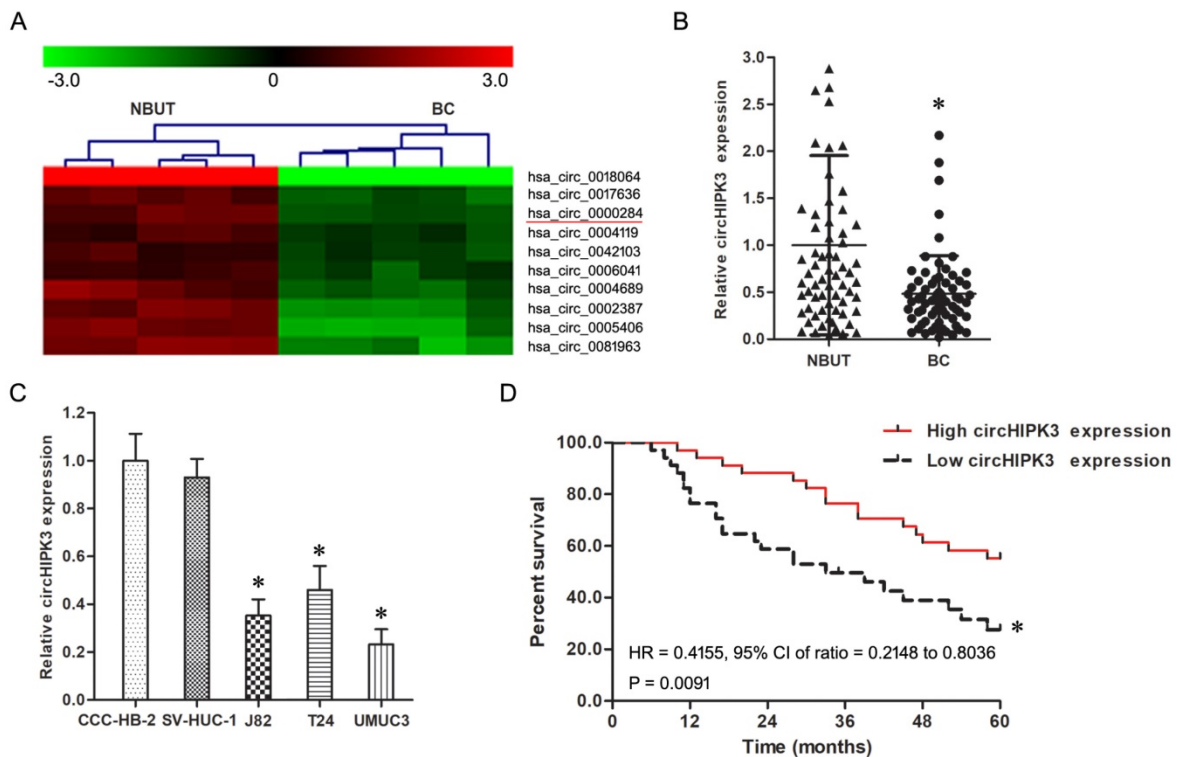 A
-3.0 0 3.0
NBUT BC
hsa_circ_0018064
hsa_circ_0017636
hsa_circ_0000284
hsa_circ_0004119
hsa_circ_0042103
hsa_circ_0006041
hsa_circ_0004689
hsa_circ_0002387
hsa_circ_0005406
hsa_circ_0081963
B
Relative circHIPK3 expession
3.0
2.5
2.0
1.5
1.0
0.5
0.0
*
NBUT BC
C
Relative circHIPK3 expression
1.2
1.0
0.8
0.6
0.4
0.2
0.0
* * *
CCC-HB-2 SV-HUC-1 J82 T24 UMUC3
D
High circHIPK3 expression
Low circHIPK3 expression
Percent survival
100.0
80.0
60.0
40.0
20.0
0.0
*
HR = 0.4155, 95% CI of ratio = 0.2148 to 0.8036
P = 0.0091
0 12 24 36 48 60
Time (months)